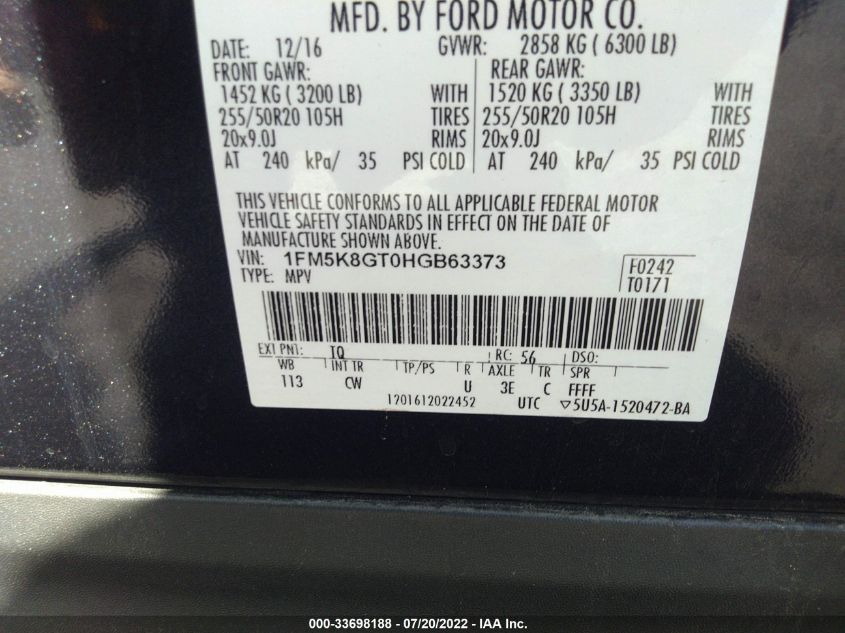 MFD. BY FORD MOTOR CO.
DATE: 12/16 GVWR: 2858 KG ( 6300 LB)
FRONT GAWR: REAR GAWR:
1452 KG ( 3200 LB) WITH 1520 KG ( 3350 LB) WITH
255/50R20 105H TIRES 255/50R20 105H TIRES
20x9.0J RIMS 20x9.0J RIMS
AT 240 kPa/ 35 PSI COLD AT 240 kPa/ 35 PSI COLD
THIS VEHICLE CONFORMS TO ALL APPLICABLE FEDERAL MOTOR
VEHICLE SAFETY STANDARDS IN EFFECT ON THE DATE OF
MANUFACTURE SHOWN ABOVE.
VIN: 1FM5K8GT0HGB63373 F0242
TYPE: MPV T0171
EXT PNT: TQ RC: 56 DSO:
WB INT TR TP/PS R AXLE TR SPR
113 CW U 3E C FFFF
1201612022452 UTC ▽5U5A-1520472-BA
000-33698188 - 07/20/2022 - IAA Inc.